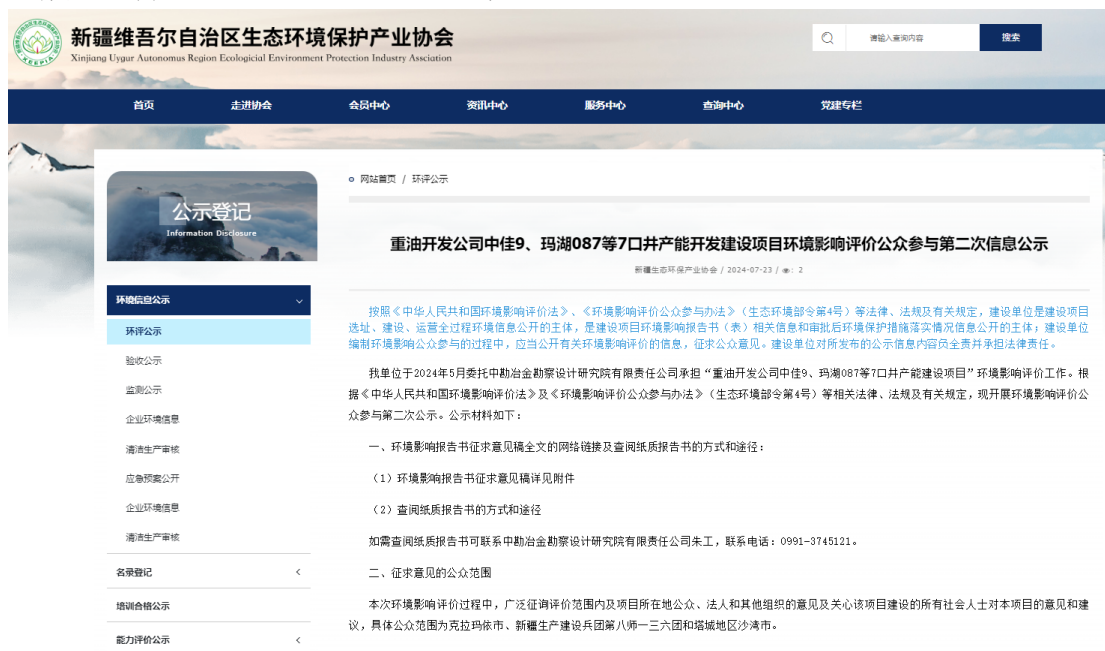 新疆维吾尔自治区生态环境保护产业协会
Xinjiang Uygur Autonomus Region Ecologicial Environment Protection Industry Assciation
XEEPIA
请输入查询内容
搜索
首页
走进协会
会员中心
资讯中心
服务中心
查询中心
党建专栏
公示登记
Information Disclosure
环境信息公示
环评公示
验收公示
监测公示
企业环境信息
清洁生产审核
应急预案公开
企业环境信息
清洁生产审核
名录登记
培训合格公示
能力评价公示
网站首页 / 环评公示
重油开发公司中佳9、玛湖087等7口井产能开发建设项目环境影响评价公众参与第二次信息公示
新疆生态环保产业协会 / 2024-07-23 / : 2
按照《中华人民共和国环境影响评价法》、《环境影响评价公众参与办法》（生态环境部令第4号）等法律、法规及有关规定，建设单位是建设项目
选址、建设、运营全过程环境信息公开的主体，是建设项目环境影响报告书（表）相关信息和审批后环境保护措施落实情况信息公开的主体；建设单位
编制环境影响公众参与的过程中，应当公开有关环境影响评价的信息，征求公众意见。建设单位对所发布的公示信息内容员全责并承担法律责任。
我单位于2024年5月委托中勘冶金勘察设计研究院有限责任公司承担“重油开发公司中佳9、玛湖087等7口井产能建设项目”环境影响评价工作。根
据《中华人民共和国环境影响评价法》及《环境影响评价公众参与办法》（生态环境部令第4号）等相关法律、法规及有关规定，现开展环境影响评价公
众参与第二次公示。公示材料如下：
一、环境影响报告书征求意见稿全文的网络链接及查阅纸质报告书的方式和途径：
（1）环境影响报告书征求意见稿详见附件
（2）查阅纸质报告书的方式和途径
如需查阅纸质报告书可联系中勘冶金勘察设计研究院有限责任公司朱工，联系电话：0991-3745121。
二、征求意见的公众范围
本次环境影响评价过程中，广泛征询评价范围内及项目所在地公众、法人和其他组织的意见及关心该项目建设的所有社会人士对本项目的意见和建
议，具体公众范围为克拉玛依市、新疆生产建设兵团第八师一三六团和塔城地区沙湾市。